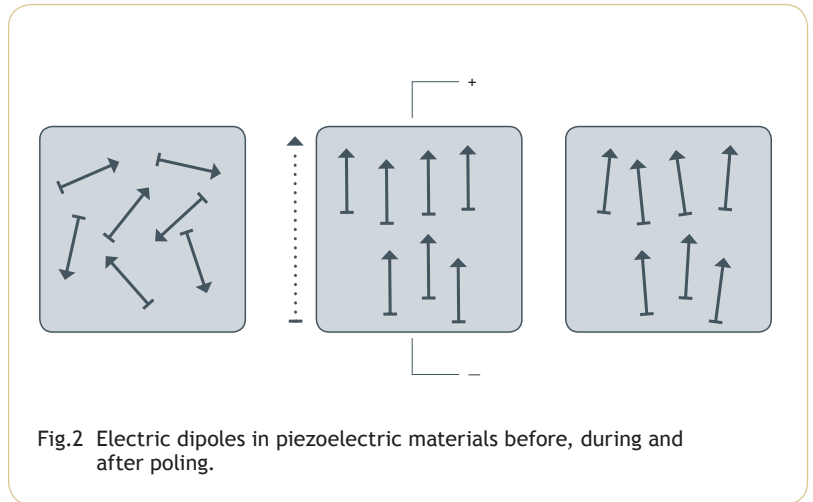 +
—
Fig.2 Electric dipoles in piezoelectric materials before, during and
after poling.